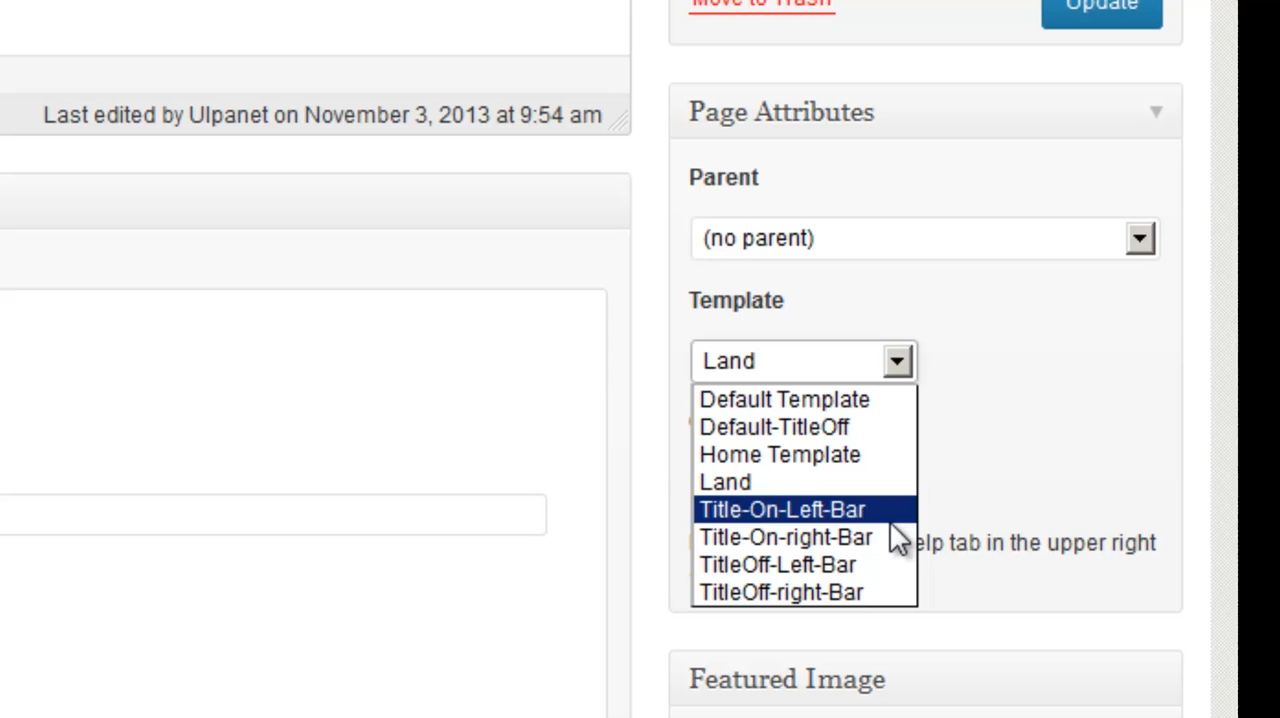 Move to Trash
Update
Last edited by Ulpanet on November 3, 2013 at 9:54 am
Page Attributes
Parent
(no parent)
Template
Land
Default Template
Default-TitleOff
Home Template
Land
Title-On-Left-Bar
Title-On-right-Bar
elp tab in the upper right
TitleOff-Left-Bar
TitleOff-right-Bar
Featured Image